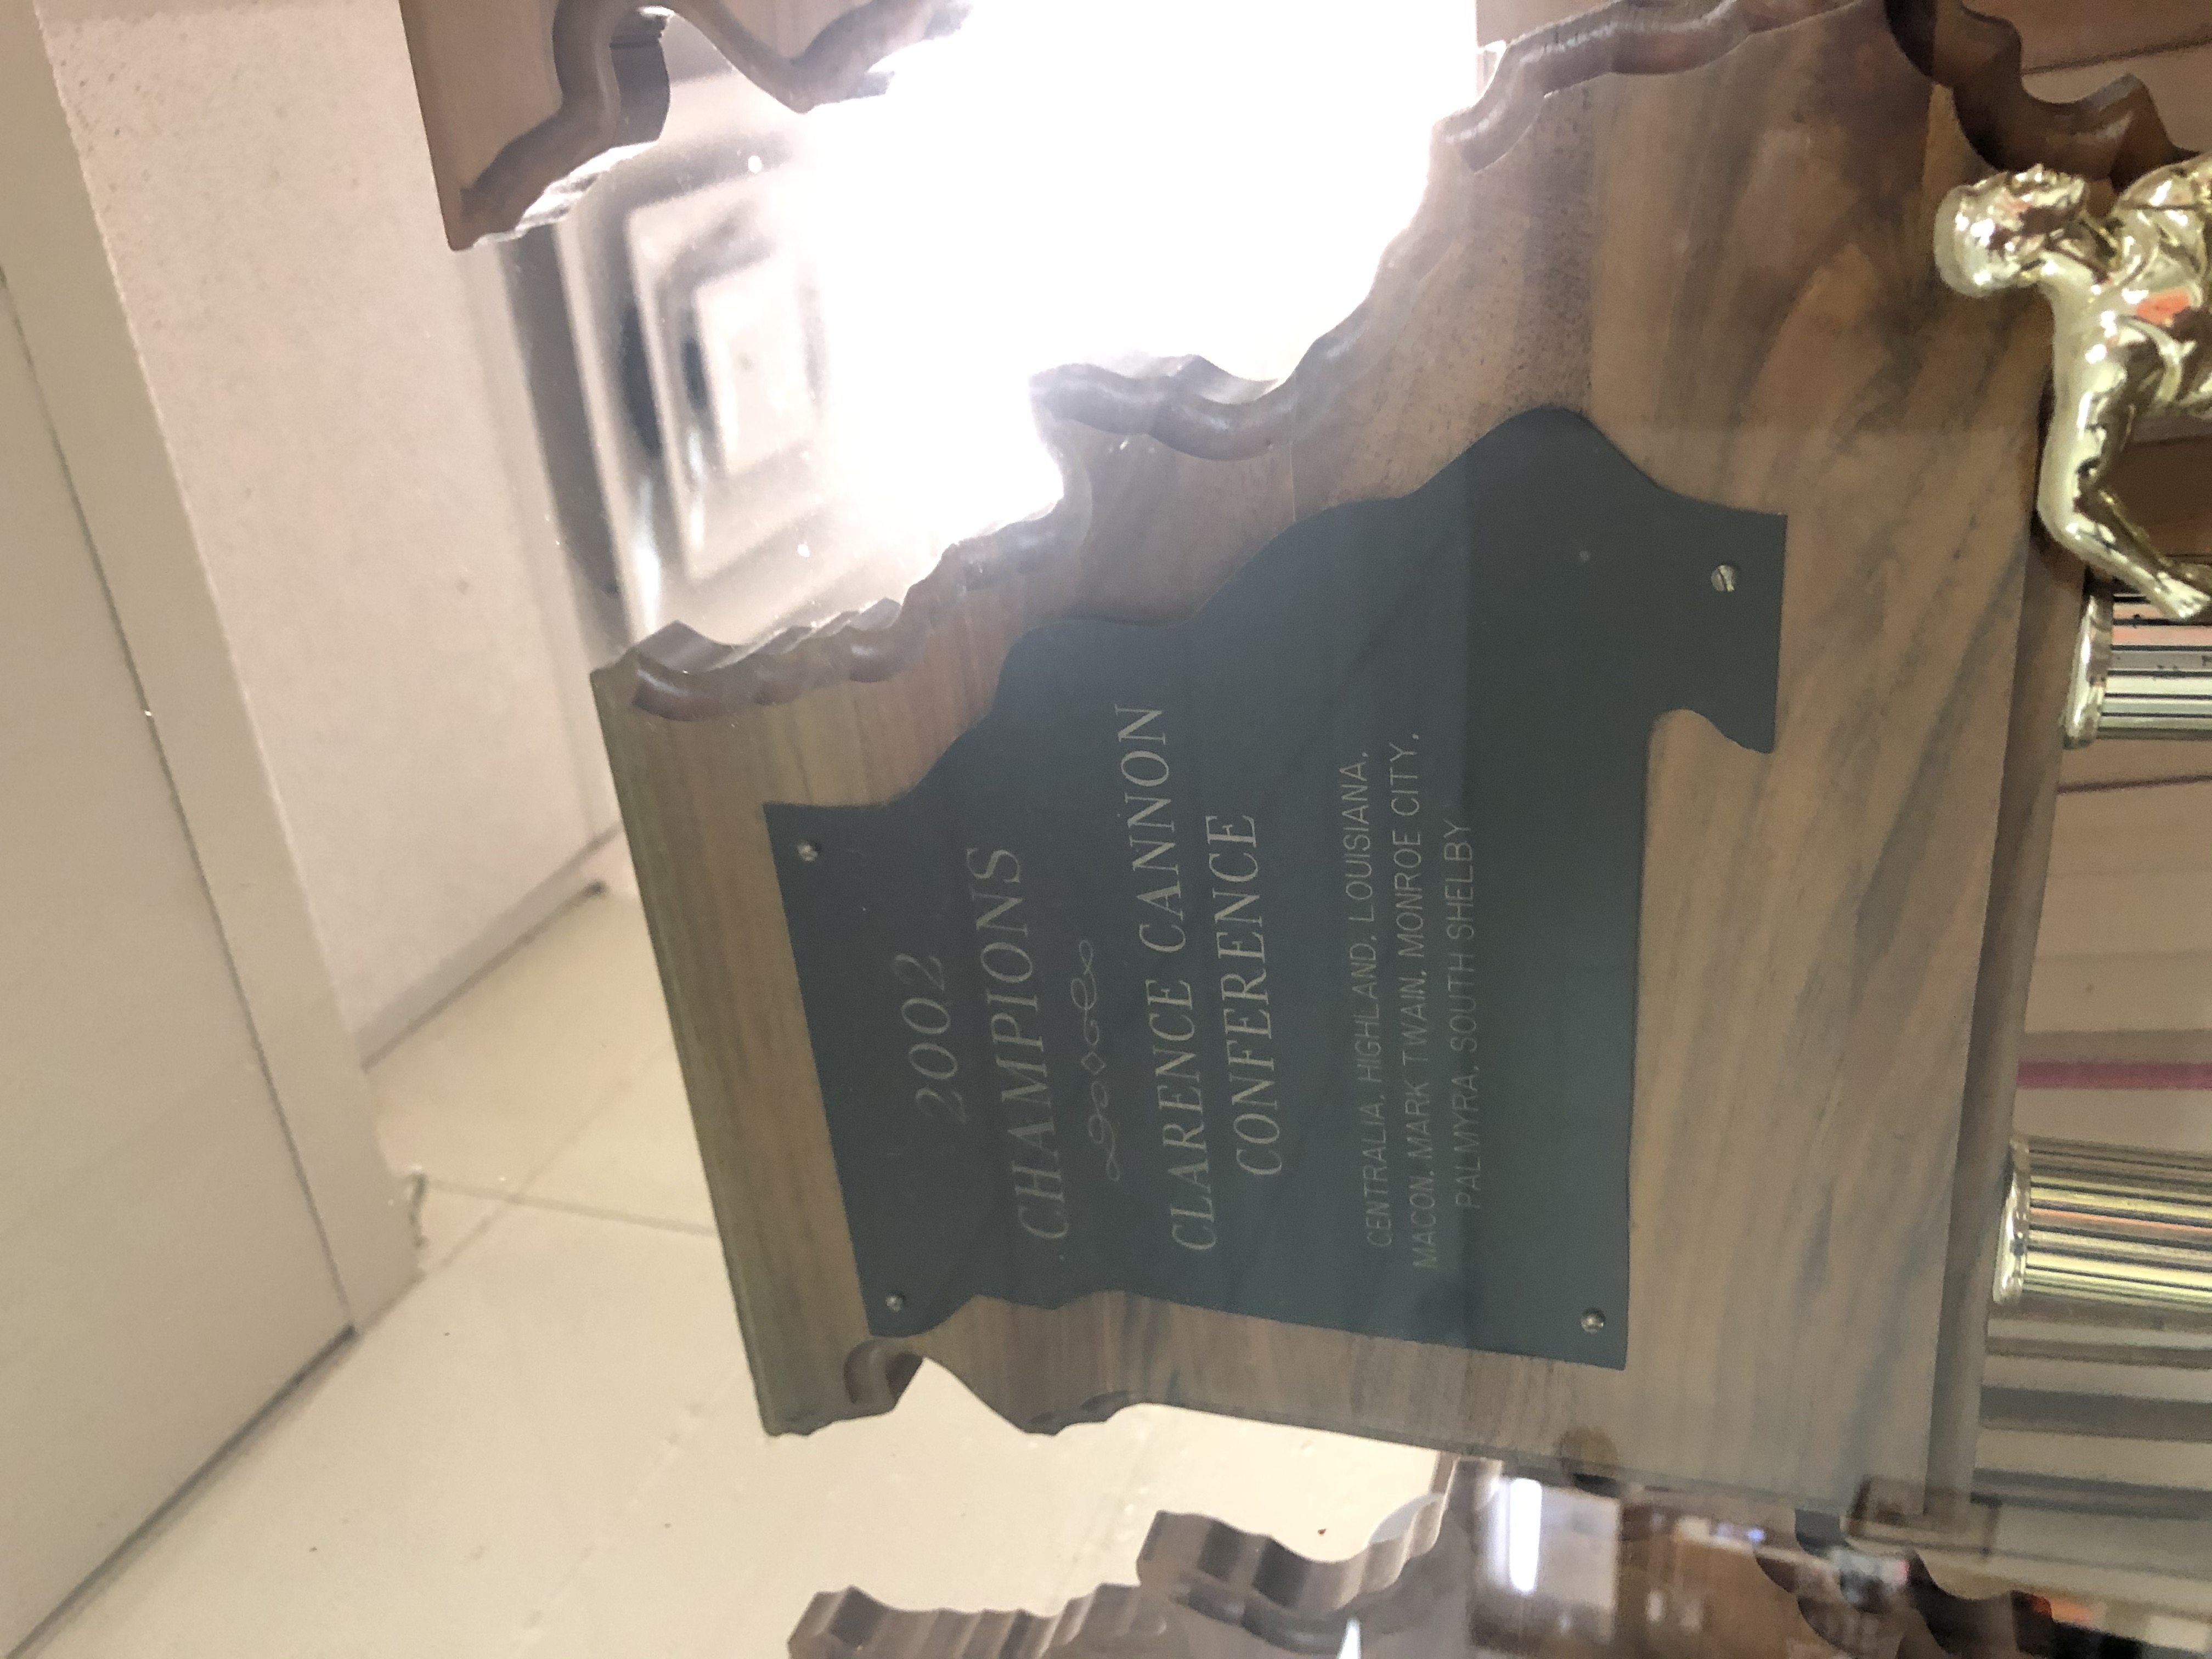 2002
CHAMPIONS
CLARENCE CANNON
CONFERENCE
CENTRALIA, HIGHLAND, LOUISIANA,
MACON, MARK TWAIN, MONROE CITY,
PALMYRA, SOUTH SHELBY